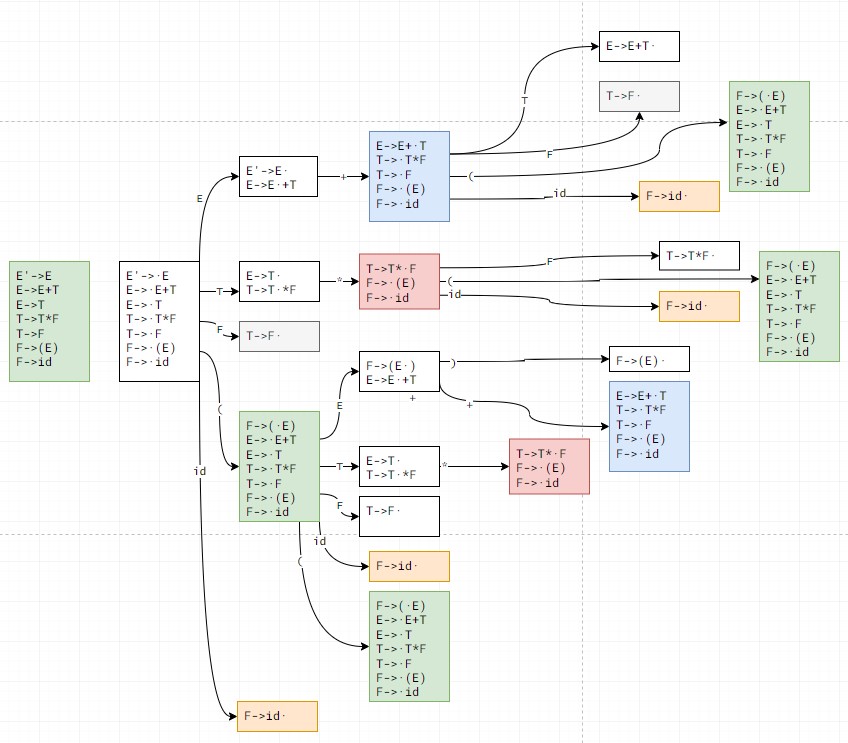 E'->E
E->E+T
E->T
T->T*F
T->F
F->(E)
F->id
E'->·E
E->·E+T
E->·T
T->·T*F
T->·F
F->·(E)
F->·id
E
E'->E·
E->E·+T
+
E->E+·T
T->·T*F
T->·F
F->·(E)
F->·id
T
E->E+T·
F
T->F·
(
F->(·E)
E->·E+T
E->·T
T->·T*F
T->·F
F->·(E)
F->·id
id
F->id·
T
E->T·
T->T·*F
*
T->T*·F
F->·(E)
F->·id
F
T->T*F·
(
F->(·E)
E->·E+T
E->·T
T->·T*F
T->·F
F->·(E)
F->·id
id
F->id·
F
T->F·
(
F->(·E)
E->·E+T
E->·T
T->·T*F
T->·F
F->·(E)
F->·id
E
F->(E·)
E->E·+T
+
)
F->(E)·
+
E->E+·T
T->·T*F
T->·F
F->·(E)
F->·id
T
E->T·
T->T·*F
*
T->T*·F
F->·(E)
F->·id
F
T->F·
id
F->id·
(
F->(·E)
E->·E+T
E->·T
T->·T*F
T->·F
F->·(E)
F->·id
id
F->id·